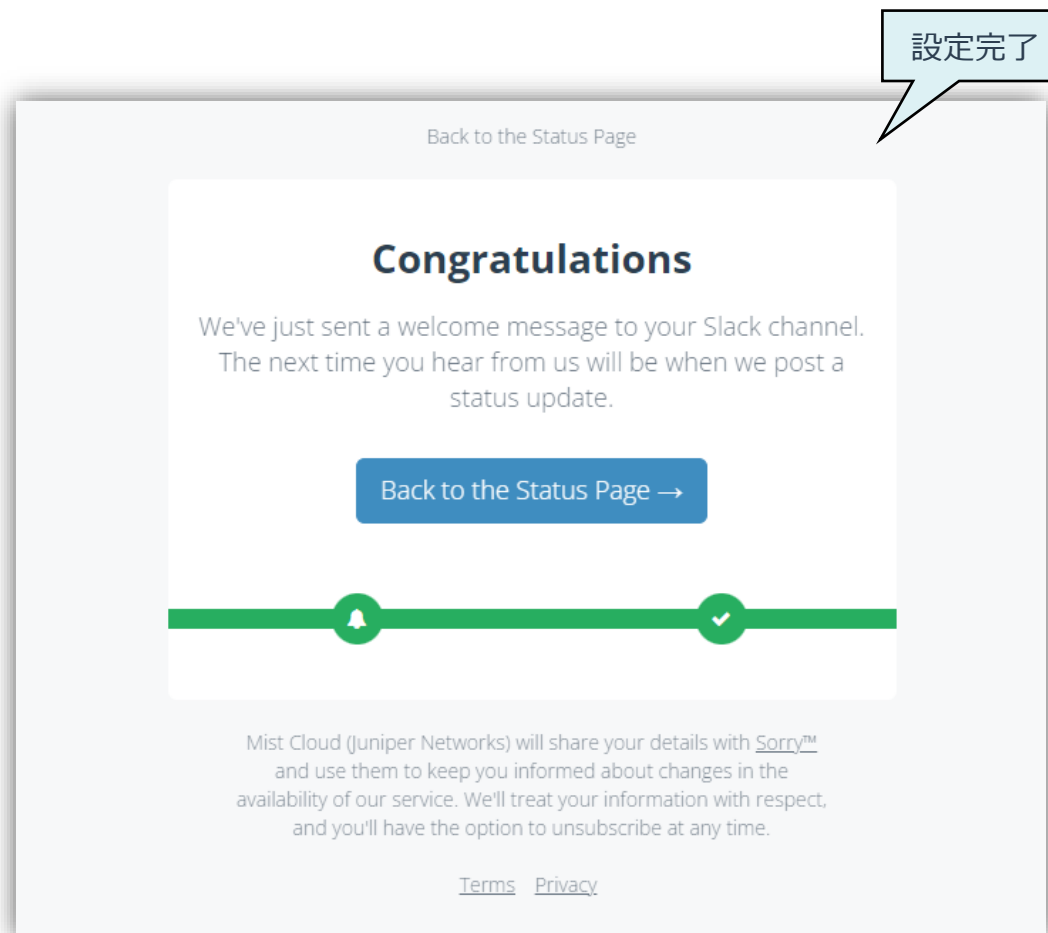 設定完了
Back to the Status Page
Congratulations
We've just sent a welcome message to your Slack channel.
The next time you hear from us will be when we post a
status update.
Back to the Status Page →
Mist Cloud (Juniper Networks) will share your details with Sorry™
and use them to keep you informed about changes in the
availability of our service. We'll treat your information with respect,
and you'll have the option to unsubscribe at any time.
Terms Privacy